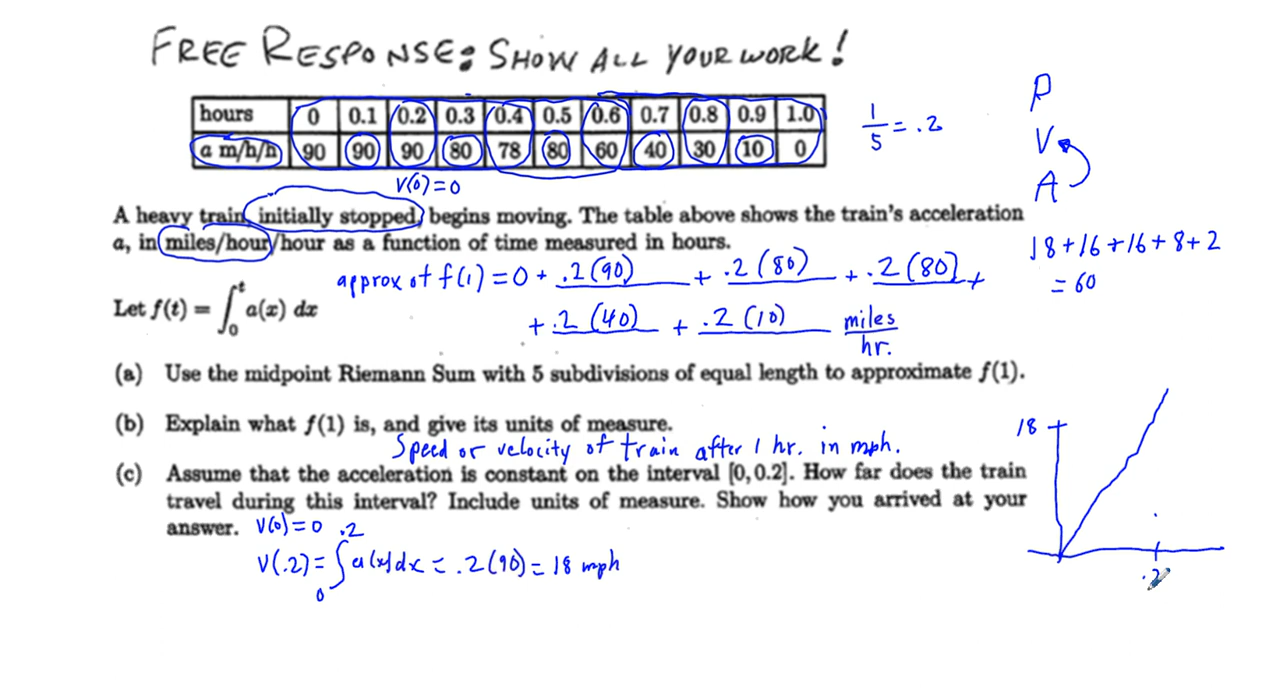 FREE RESPONSE: SHOW ALL YOUR WORK!
hours 0 0.1 0.2 0.3 0.4 0.5 0.6 0.7 0.8 0.9 1.0
a m/h/h 90 90 90 80 78 80 60 40 30 10 0
1/5 = .2
P
V
A
V(0)=0
A heavy train, initially stopped, begins moving. The table above shows the train's acceleration
a, in miles/hour/hour as a function of time measured in hours.
18+16+16+8+2
= 60
approx of f(1) = 0 + .2(90) + .2(80) + .2(80) +
Let f(t) = ∫₀ᵗ a(x) dx
+ .2(40) + .2(10) miles/hr.
(a) Use the midpoint Riemann Sum with 5 subdivisions of equal length to approximate f(1).
(b) Explain what f(1) is, and give its units of measure.
Speed or velocity of train after 1 hr. in mph.
18
(c) Assume that the acceleration is constant on the interval [0, 0.2]. How far does the train
travel during this interval? Include units of measure. Show how you arrived at your
answer. V(0)=0
V(.2) = ∫₀^.2 a(x)dx = .2(90) = 18 mph
.2